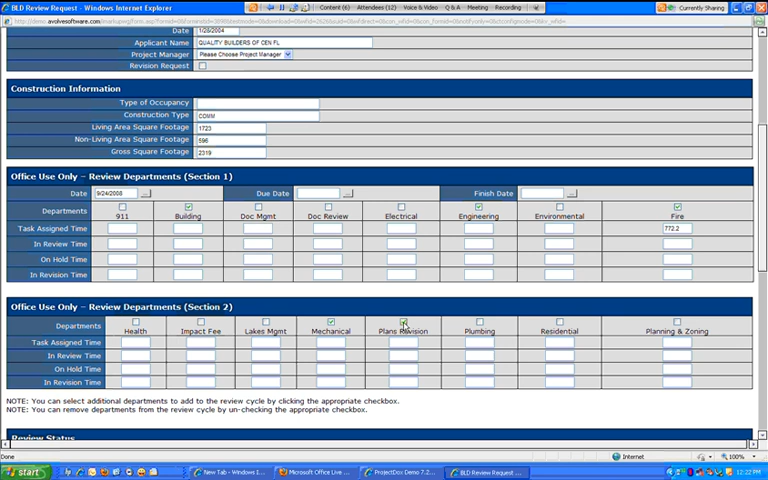 BLD Review Request - Windows Internet Explorer
Content (6) Attendees (12) Voice & Video Q & A Meeting Recording
Currently Sharing
1/28/2004
Applicant Name QUALITY BUILDERS OF CEN FL
Project Manager Please Choose Project Manager
Revision Request
Construction Information
Type of Occupancy
Construction Type COMM
Living Area Square Footage 1723
Non-Living Area Square Footage 596
Gross Square Footage 2319
Office Use Only – Review Departments (Section 1)
Date 9/24/2008 ... Due Date ... Finish Date ...
Departments 911 Building Doc Mgmt Doc Review Electrical Engineering Environmental Fire
Task Assigned Time 772.2
In Review Time
On Hold Time
In Revision Time
Office Use Only – Review Departments (Section 2)
Departments Health Impact Fee Lakes Mgmt Mechanical Plans Revision Plumbing Residential Planning & Zoning
Task Assigned Time
In Review Time
On Hold Time
In Revision Time
NOTE: You can select additional departments to add to the review cycle by clicking the appropriate checkbox.
NOTE: You can remove departments from the review cycle by un-checking the appropriate checkbox.
Review Status
Done Internet 100%
start New Tab - Windows I... Microsoft Office Live ... ProjectDox Demo 7.2... BLD Review Request ... 12:22 PM